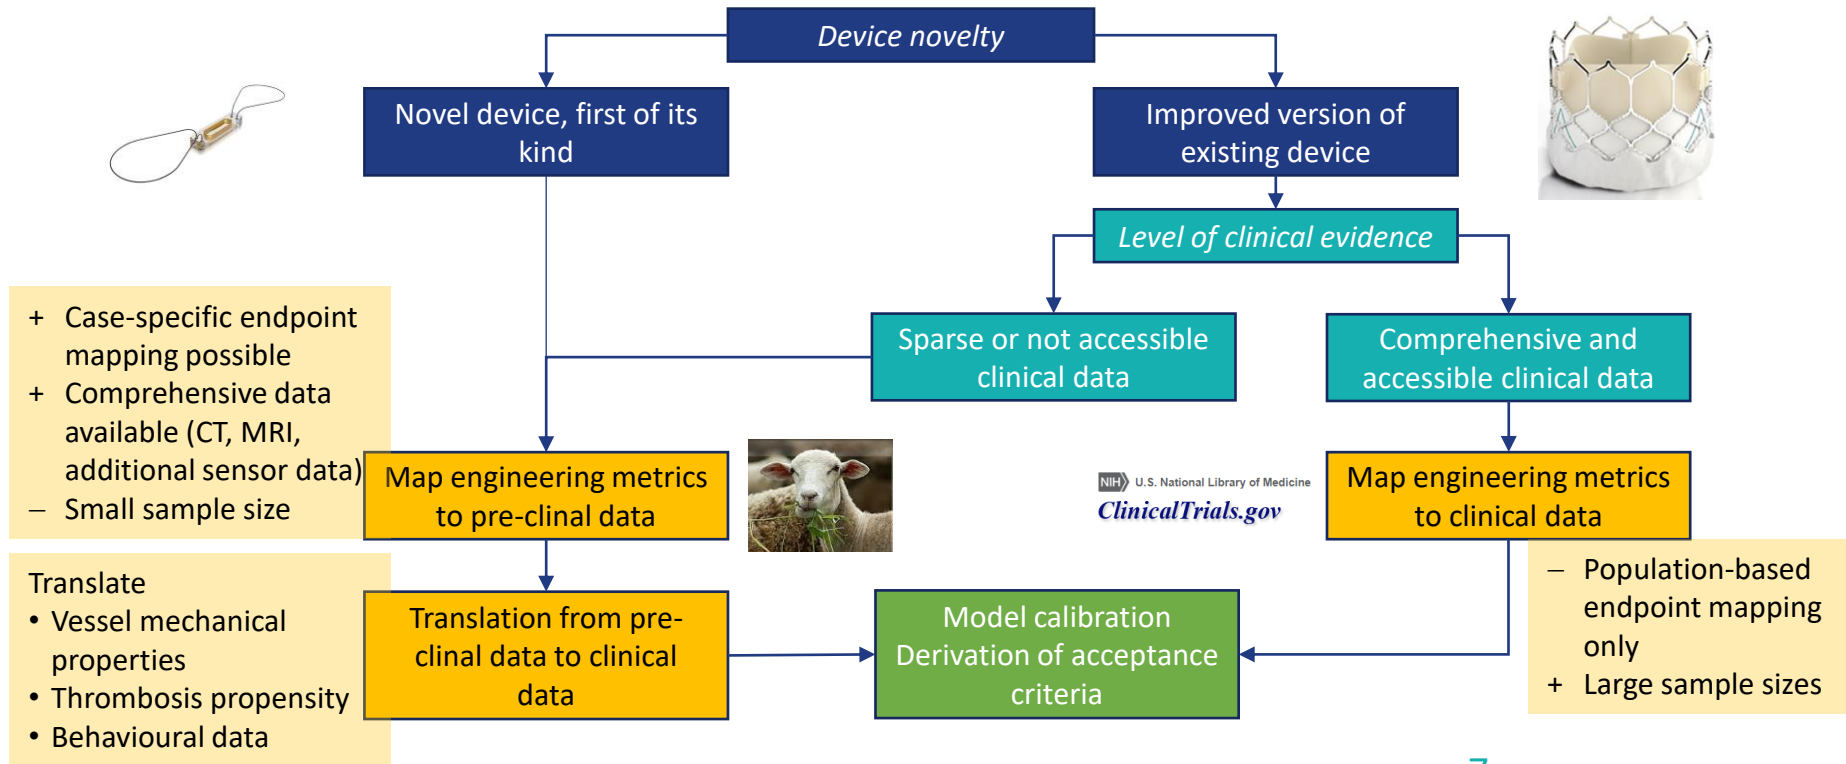 Device novelty
Novel device, first of its
kind
Improved version of
existing device
Level of clinical evidence
Sparse or not accessible
clinical data
Comprehensive and
accessible clinical data
+ Case-specific endpoint
mapping possible
+ Comprehensive data
available (CT, MRI,
additional sensor data)
– Small sample size
Map engineering metrics
to pre-clinal data
NIH U.S. National Library of Medicine
ClinicalTrials.gov
Map engineering metrics
to clinical data
Translate
• Vessel mechanical
properties
• Thrombosis propensity
• Behavioural data
Translation from pre-
clinal data to clinical
data
Model calibration
Derivation of acceptance
criteria
– Population-based
endpoint mapping
only
+ Large sample sizes